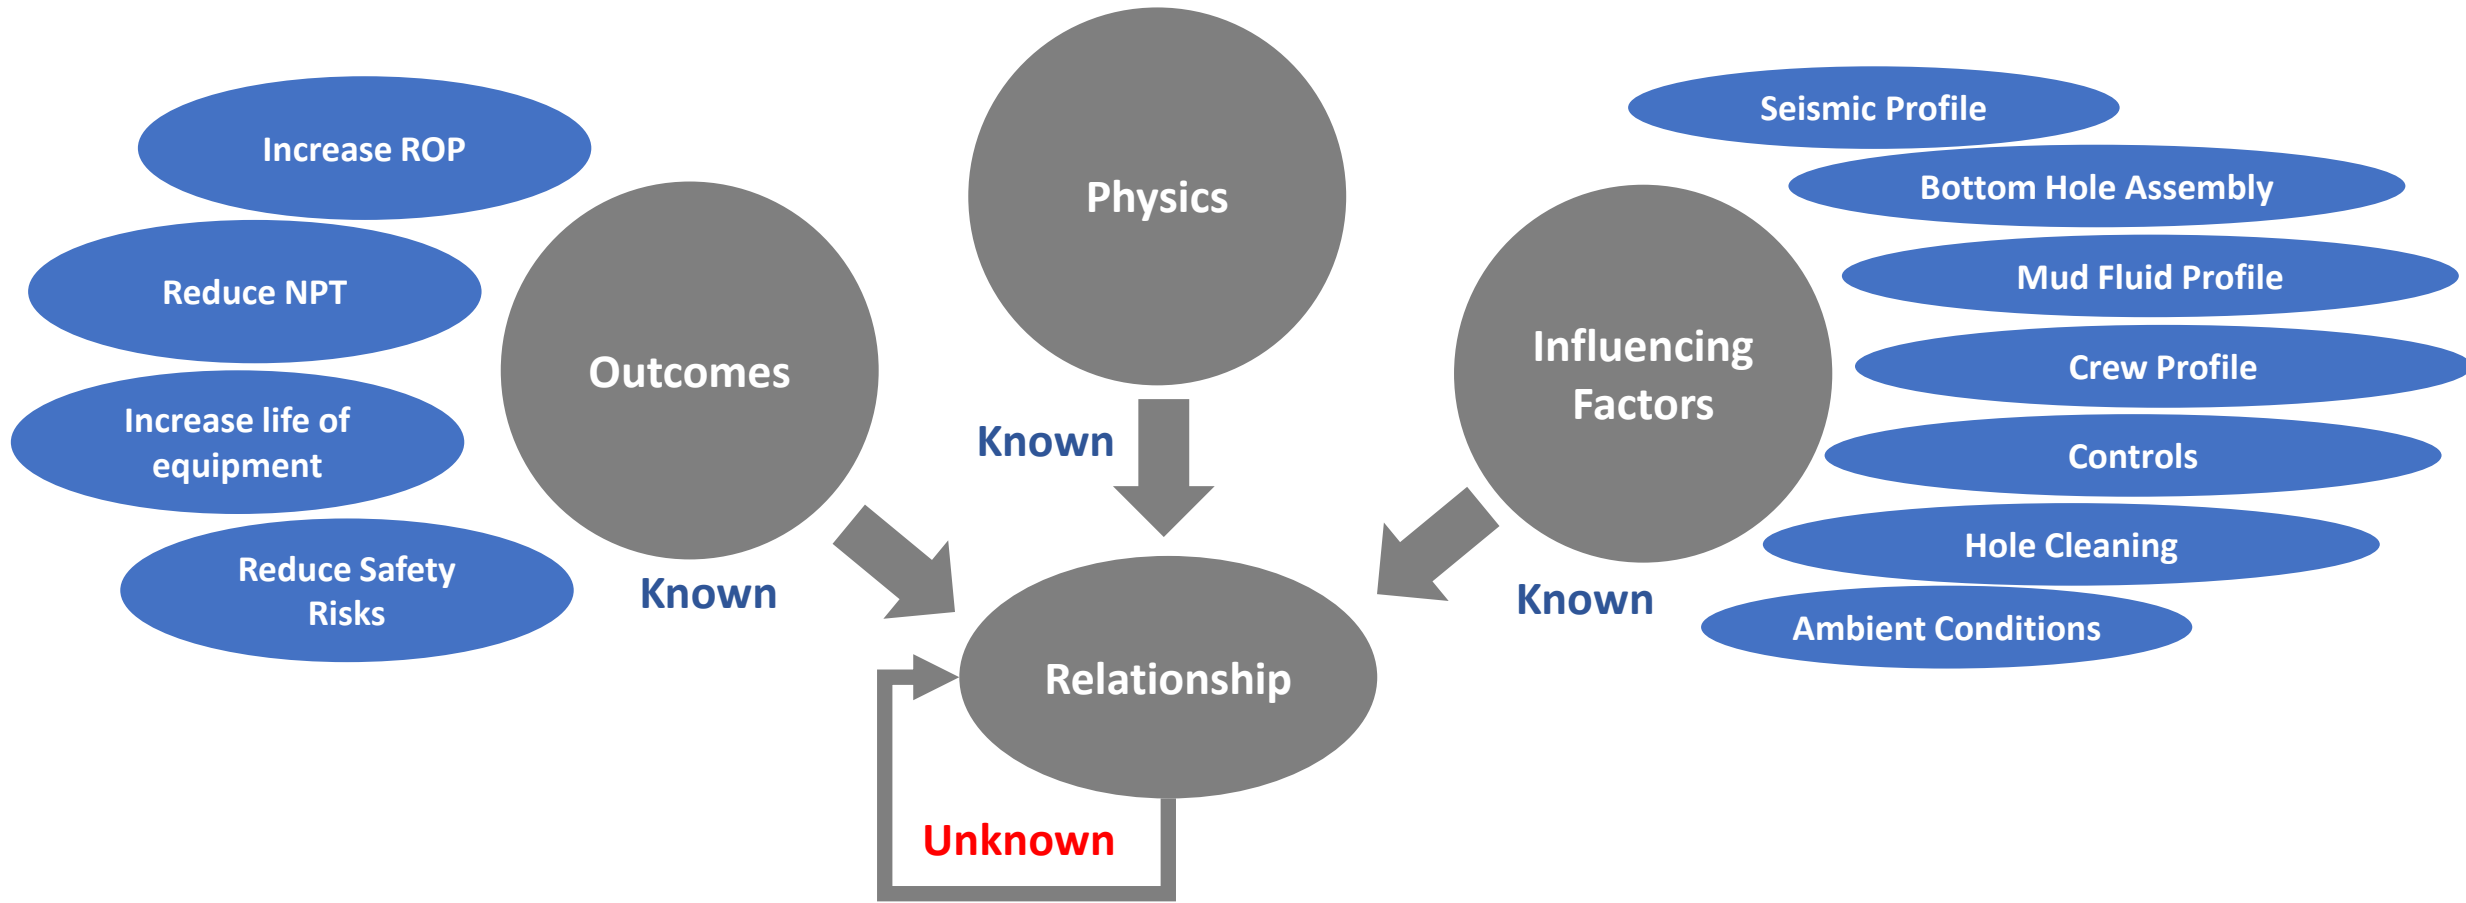 Increase ROP
Reduce NPT
Increase life of
equipment
Reduce Safety
Risks
Outcomes
Known
Physics
Known
Influencing
Factors
Known
Seismic Profile
Bottom Hole Assembly
Mud Fluid Profile
Crew Profile
Controls
Hole Cleaning
Ambient Conditions
Relationship
Unknown